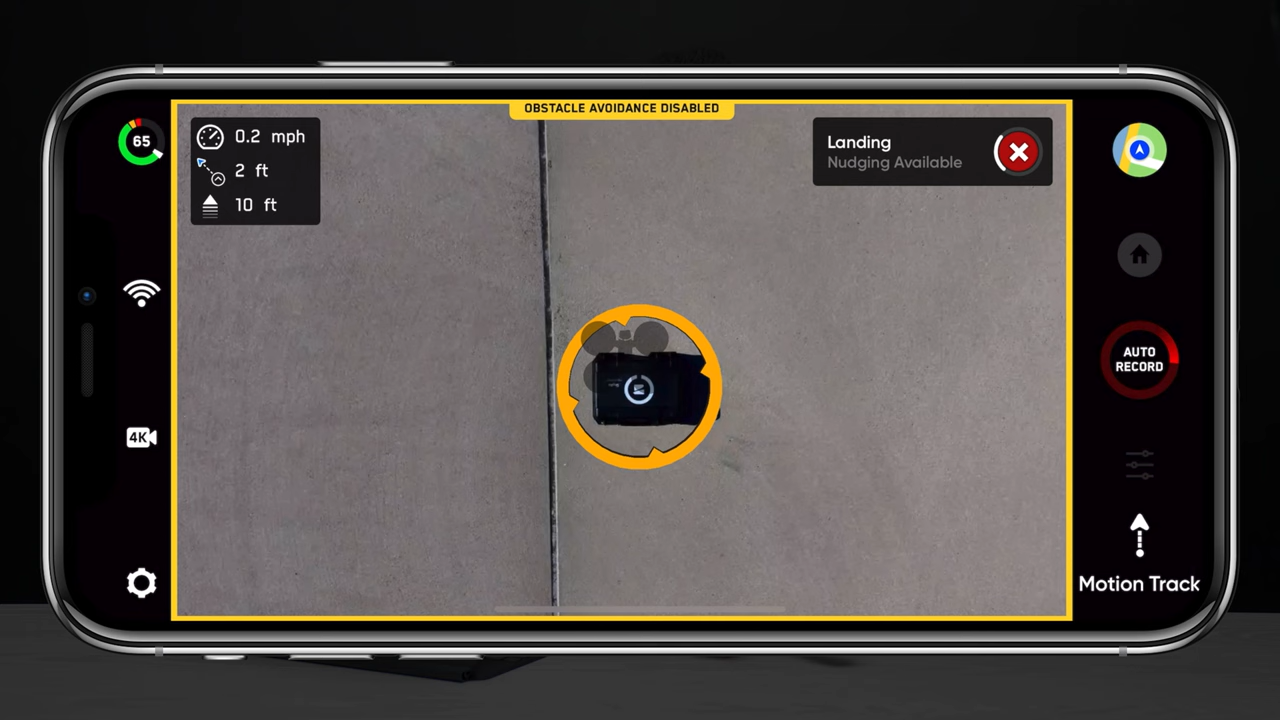 OBSTACLE AVOIDANCE DISABLED
65
0.2 mph
2 ft
10 ft
Landing
Nudging Available
AUTO
RECORD
4K
Motion Track